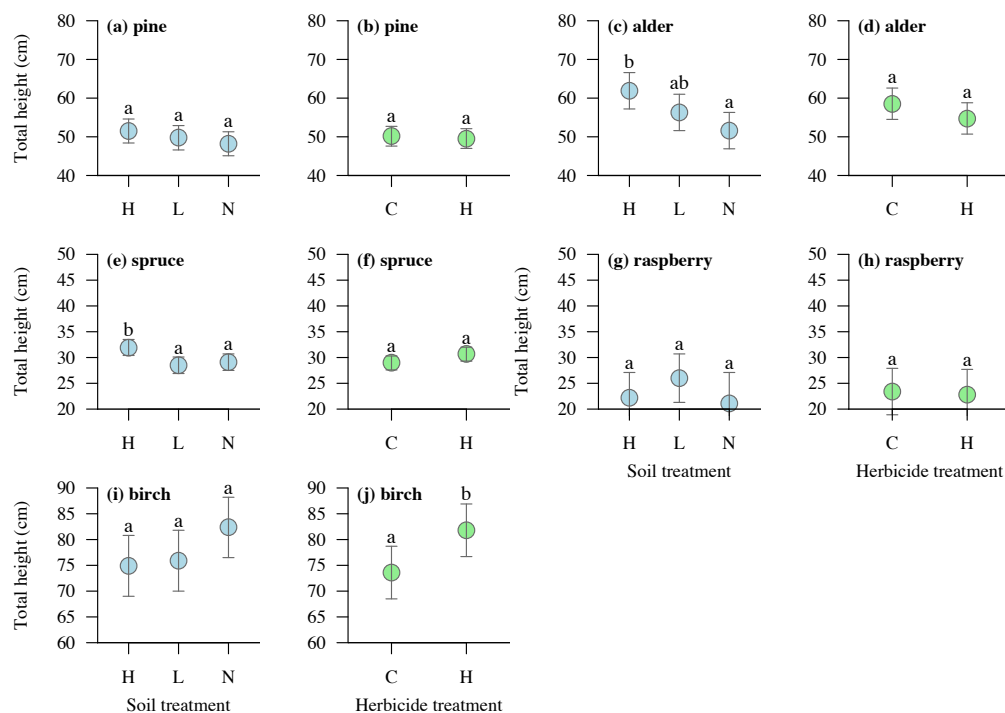 (a) pine
Total height (cm)
80
70
60
50
40
a
a
a
H
L
N
(b) pine
80
70
60
50
40
a
a
C
H
(c) alder
80
70
60
50
40
b
ab
a
H
L
N
(d) alder
80
70
60
50
40
a
a
C
H
(e) spruce
Total height (cm)
50
45
40
35
30
25
20
b
a
a
H
L
N
(f) spruce
50
45
40
35
30
25
20
a
a
C
H
(g) raspberry
Total height (cm)
50
45
40
35
30
25
20
a
a
a
H
L
N
Soil treatment
(h) raspberry
50
45
40
35
30
25
20
a
a
C
H
Herbicide treatment
(i) birch
Total height (cm)
90
85
80
75
70
65
60
a
a
a
H
L
N
Soil treatment
(j) birch
90
85
80
75
70
65
60
a
b
C
H
Herbicide treatment